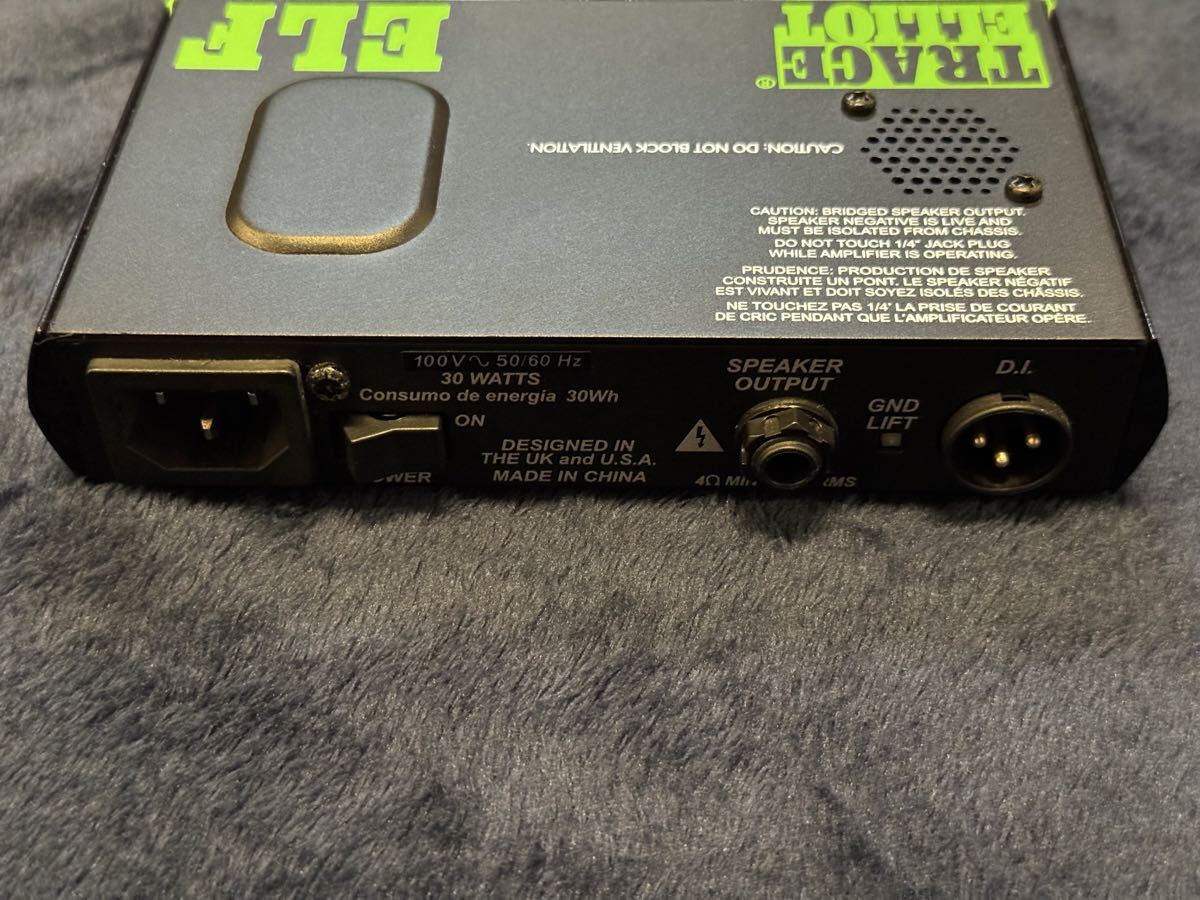 ELF
TRACE
ELLIOT
®
CAUTION: DO NOT BLOCK VENTILATION.
CAUTION: BRIDGED SPEAKER OUTPUT.
SPEAKER NEGATIVE IS LIVE AND
MUST BE ISOLATED FROM CHASSIS.
DO NOT TOUCH 1/4" JACK PLUG
WHILE AMPLIFIER IS OPERATING.
PRUDENCE: PRODUCTION DE SPEAKER
CONSTRUITE UN PONT. LE SPEAKER NÉGATIF
EST VIVANT ET DOIT SOYEZ ISOLÉS DES CHÂSSIS.
NE TOUCHEZ PAS 1/4" LA PRISE DE COURANT
DE CRIC PENDANT QUE L'AMPLIFICATEUR OPÈRE.
100V ∿ 50/60 Hz
30 WATTS
Consumo de energia 30Wh
ON
DESIGNED IN
THE UK and U.S.A.
MADE IN CHINA
SPEAKER
OUTPUT
4Ω
GND
LIFT
D.I.